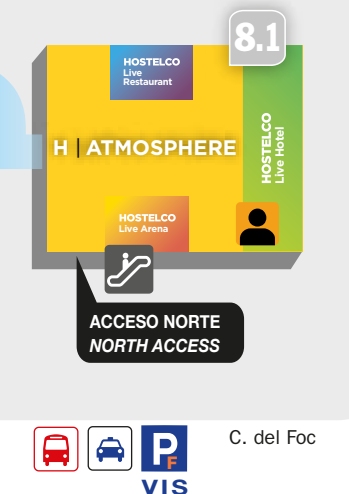 8.1
HOSTELCO
Live
Restaurant
H | ATMOSPHERE
HOSTELCO
Live Hotel
HOSTELCO
Live Arena
ACCESO NORTE
NORTH ACCESS
C. del Foc
P
F
VIS